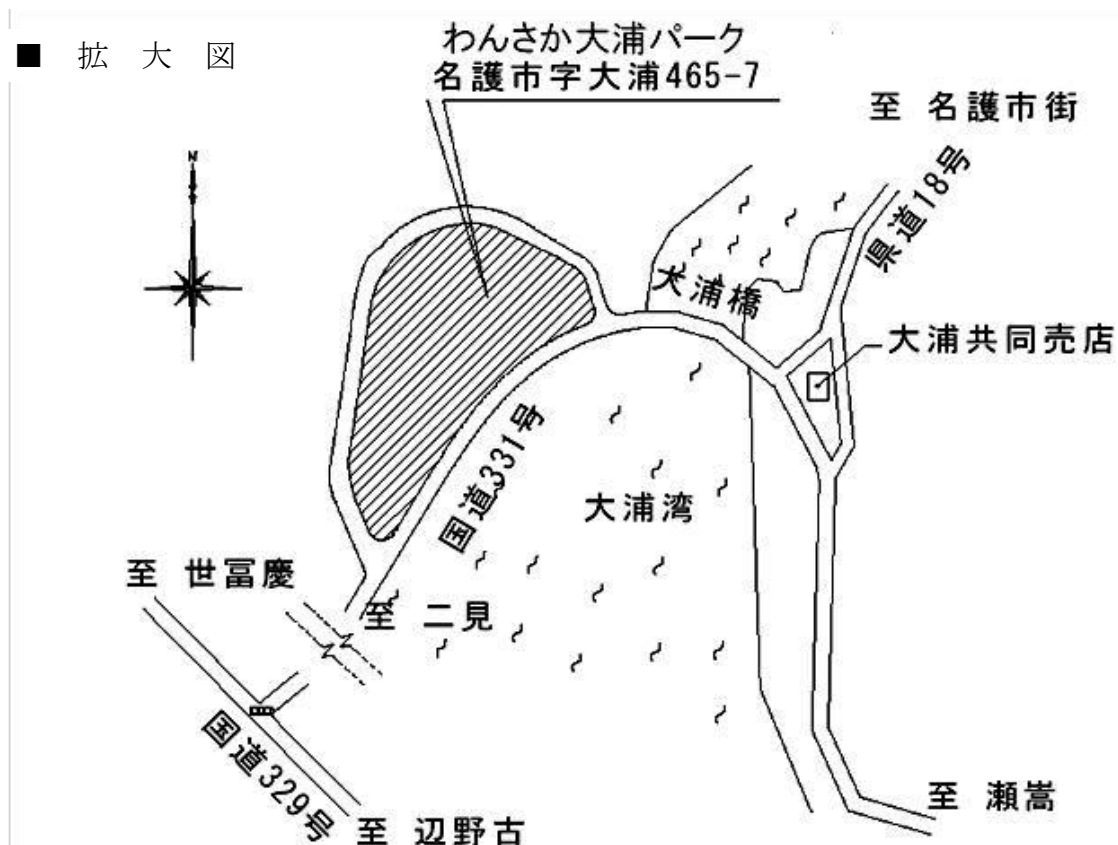 ■ 拡 大 図
わんさか大浦パーク
名護市字大浦465-7
至 名護市街
N
県道18号
大浦橋
大浦共同売店
国道331号
大浦湾
至 世冨慶
至 二見
国道329号
至 瀬嵩
至 辺野古